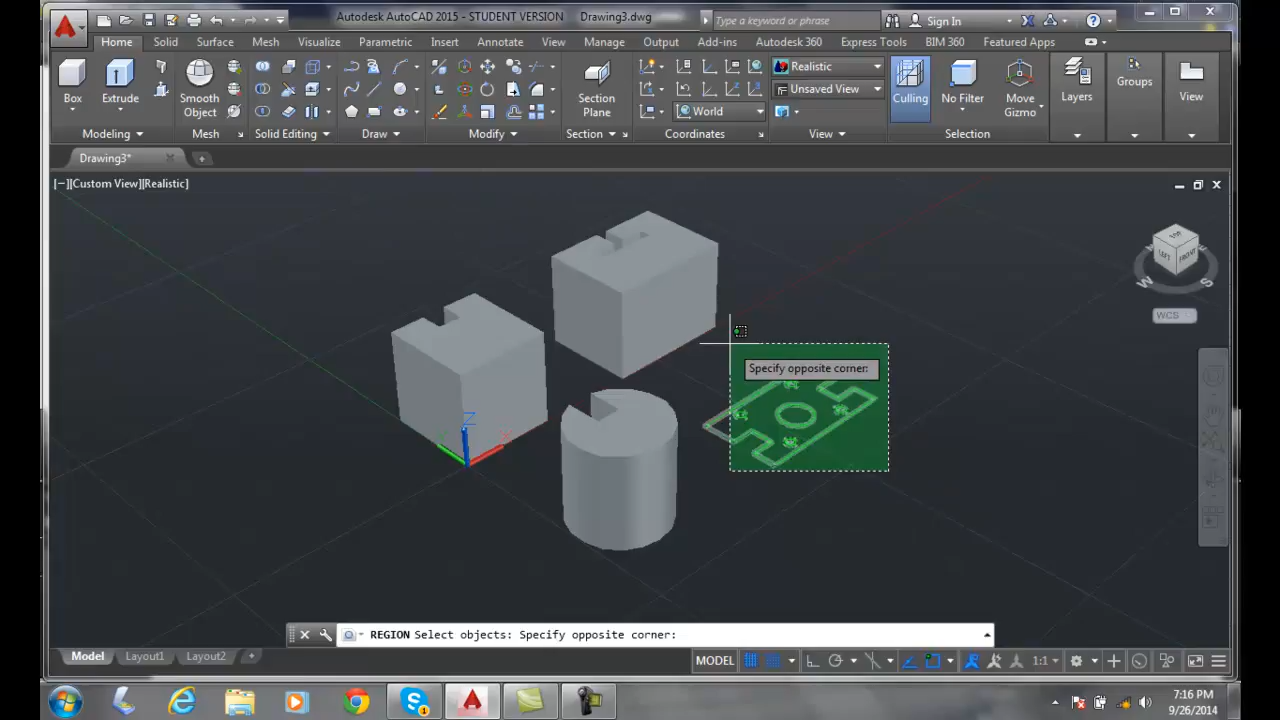 Autodesk AutoCAD 2015 - STUDENT VERSION Drawing3.dwg Type a keyword or phrase Sign In
Home Solid Surface Mesh Visualize Parametric Insert Annotate View Manage Output Add-ins Autodesk 360 Express Tools BIM 360 Featured Apps
Realistic
Unsaved View
Box Extrude Smooth Object Section Plane World Culling No Filter Move Gizmo Layers Groups View
Modeling Mesh Solid Editing Draw Modify Section Coordinates View Selection
Drawing3*
[−][Custom View][Realistic]
TOP
LEFT FRONT
W S
WCS
Specify opposite corner:
Z
X
REGION Select objects: Specify opposite corner:
Model Layout1 Layout2 MODEL 1:1
7:16 PM
9/26/2014